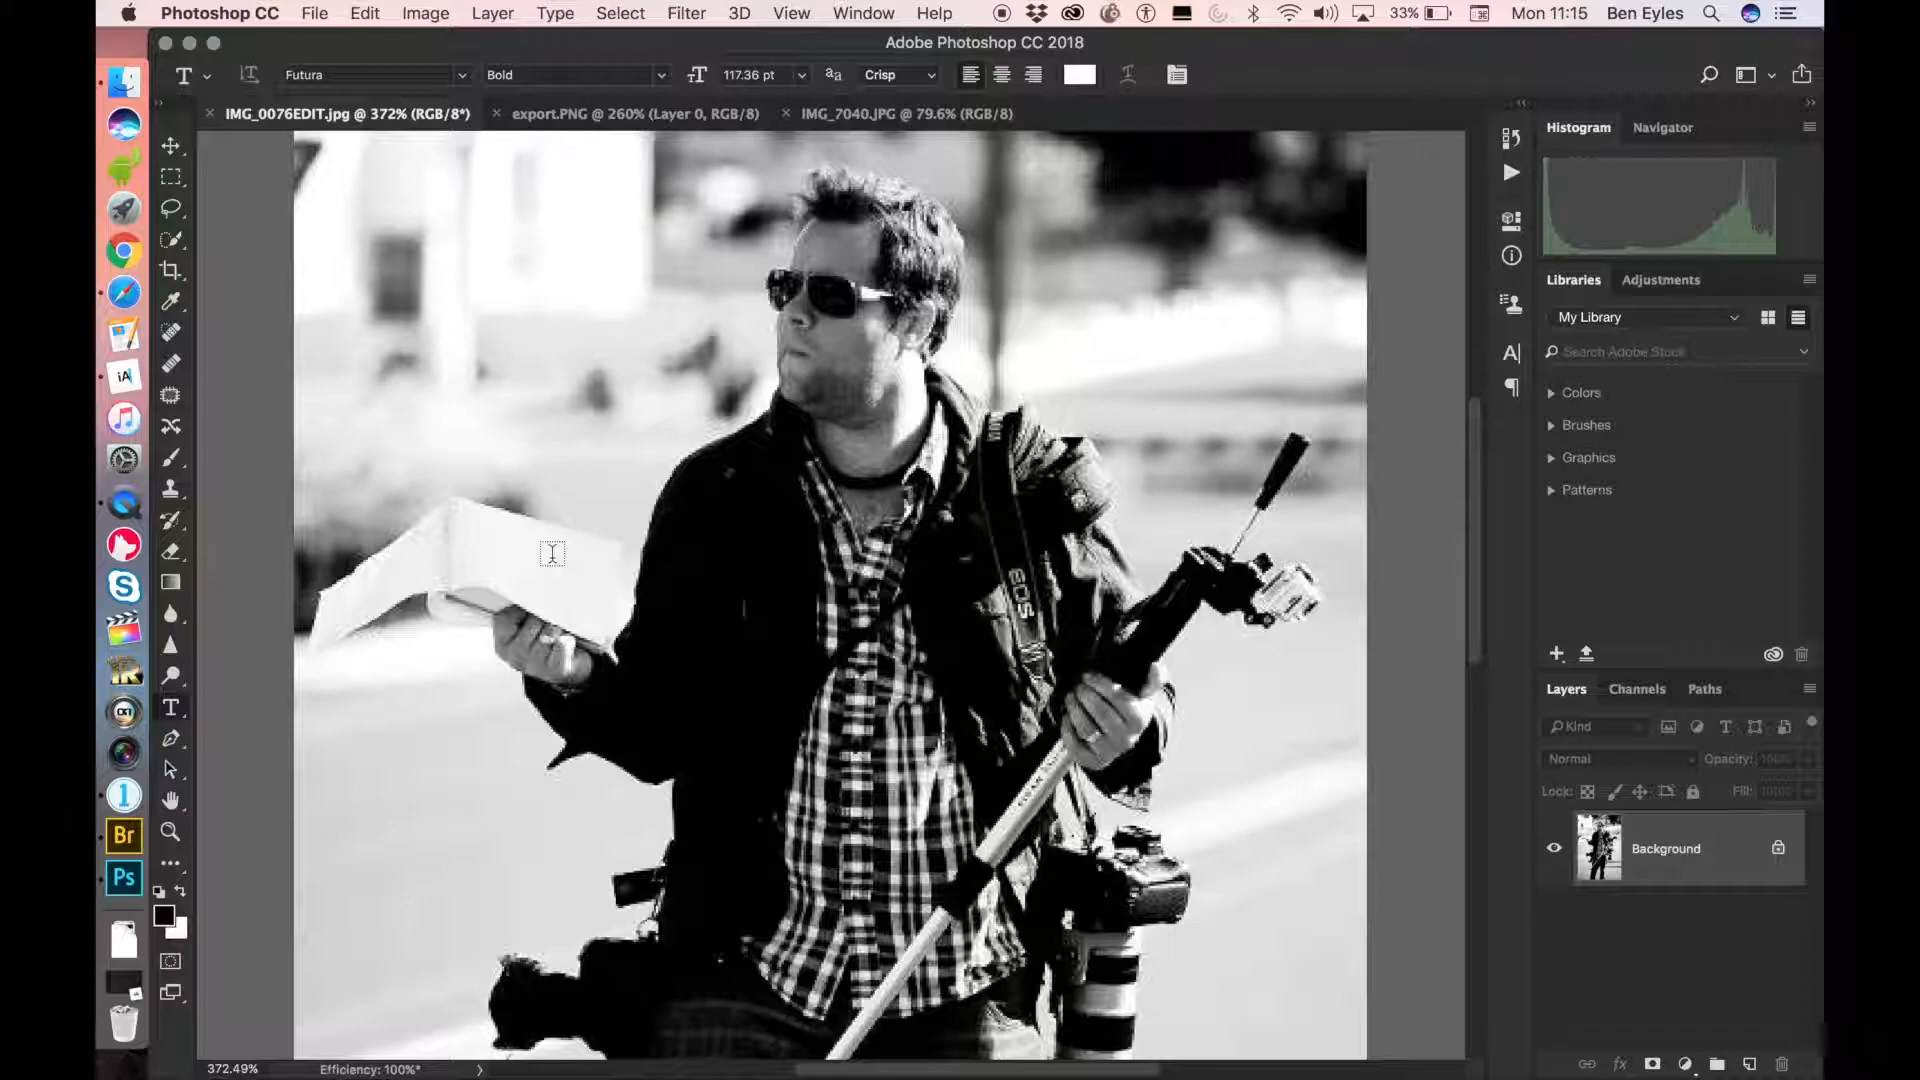 Photoshop CC File Edit Image Layer Type Select Filter 3D View Window Help 33% Mon 11:15 Ben Eyles
Adobe Photoshop CC 2018
T Futura Bold 117.36 pt Crisp
IMG_0076EDIT.jpg @ 372% (RGB/8*) export.PNG @ 260% (Layer 0, RGB/8) IMG_7040.JPG @ 79.6% (RGB/8)
Histogram Navigator
Libraries Adjustments
My Library
Search Adobe Stock
Colors
Brushes
Graphics
Patterns
EOS
Layers Channels Paths
Kind
Normal Opacity: 100%
Lock: Fill: 100%
Background
iA
Br
Ps
372.49% Efficiency: 100%*